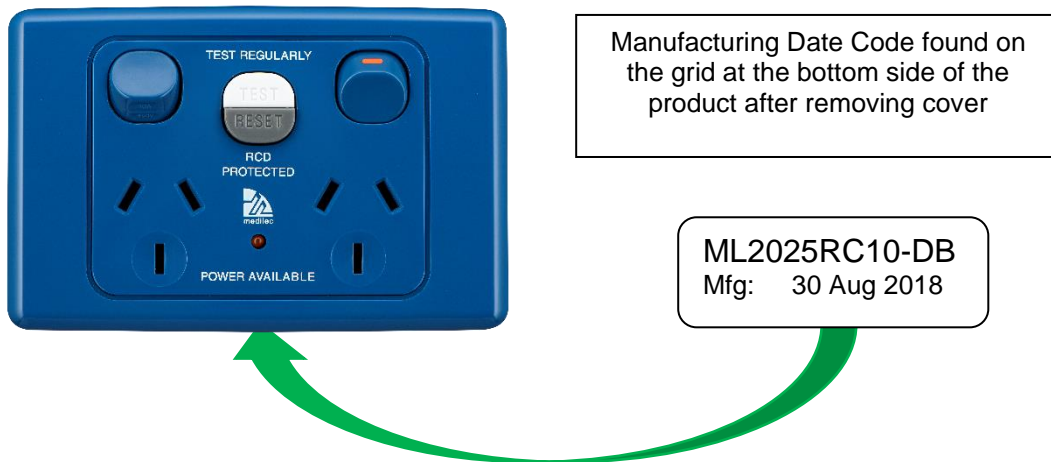 TEST REGULARLY
TEST
RESET
RCD
PROTECTED
medilec
POWER AVAILABLE
Manufacturing Date Code found on
the grid at the bottom side of the
product after removing cover
ML2025RC10-DB
Mfg: 30 Aug 2018